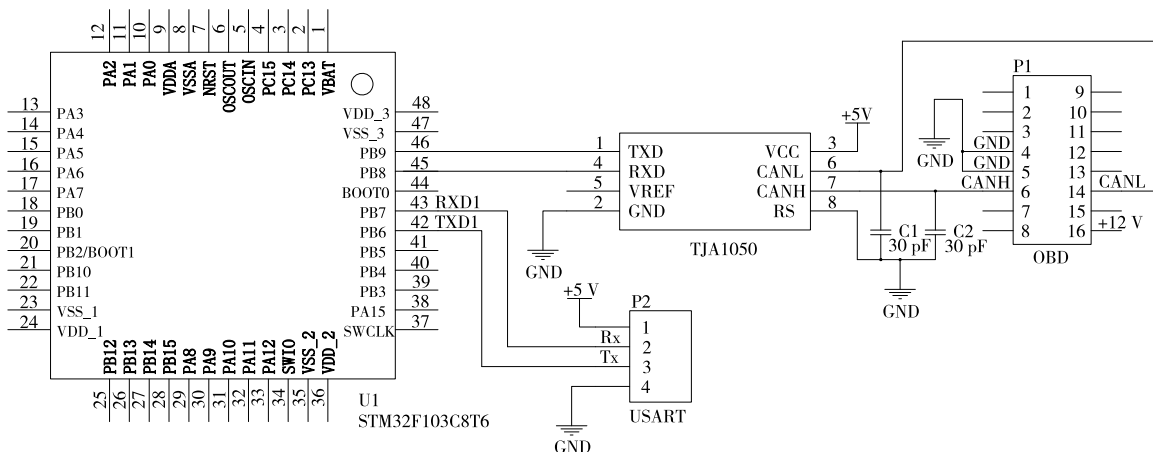 12 11 10 9 8 7 6 5 4 3 2 1
PA2 PA1 PA0 VDDA VSSA NRST OSCOUT OSCIN PC15 PC14 PC13 VBAT
13 PA3
14 PA4
15 PA5
16 PA6
17 PA7
18 PB0
19 PB1
20 PB2/BOOT1
21 PB10
22 PB11
23 VSS_1
24 VDD_1
VDD_3 48
VSS_3 47
PB9 46
PB8 45
BOOT0 44
PB7 43 RXD1
PB6 42 TXD1
PB5 41
PB4 40
PB3 39
PA15 38
SWCLK 37
PB12 PB13 PB14 PB15 PA8 PA9 PA10 PA11 PA12 SWIO VSS_2 VDD_2
25 26 27 28 29 30 31 32 33 34 35 36
U1
STM32F103C8T6
1 TXD VCC 3
4 RXD CANL 6
5 VREF CANH 7
2 GND RS 8
TJA1050
+5V
GND
C1
30 pF
C2
30 pF
GND
+5 V
P2
1
Rx 2
Tx 3
4
USART
GND
P1
1 9
2 10
3 11
GND 4 12
GND 5 13
CANH 6 14 CANL
7 15
8 16 +12 V
OBD
GND